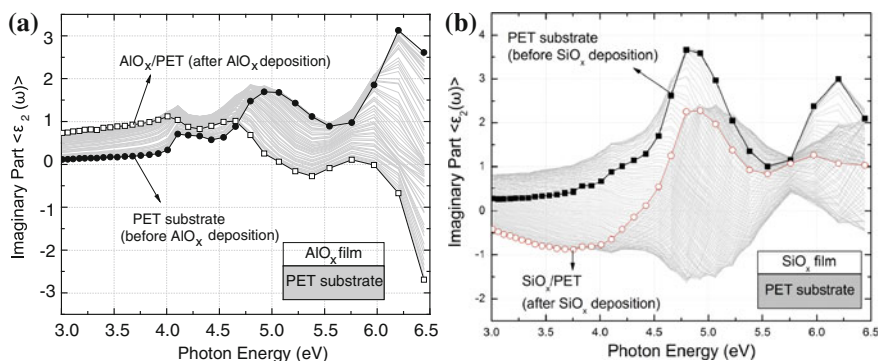 (a)
Imaginary Part <ε₂(ω)>
3
2
1
0
-1
-2
-3
AlOₓ/PET (after AlOₓ deposition)
PET substrate
(before AlOₓ deposition)
AlOₓ film
PET substrate
3.0 3.5 4.0 4.5 5.0 5.5 6.0 6.5
Photon Energy (eV)
(b)
Imaginary Part <ε₂(ω)>
4
3
2
1
0
-1
-2
PET substrate
(before SiOₓ deposition)
SiOₓ/PET
(after SiOₓ deposition)
SiOₓ film
PET substrate
3.0 3.5 4.0 4.5 5.0 5.5 6.0 6.5
Photon Energy (eV)